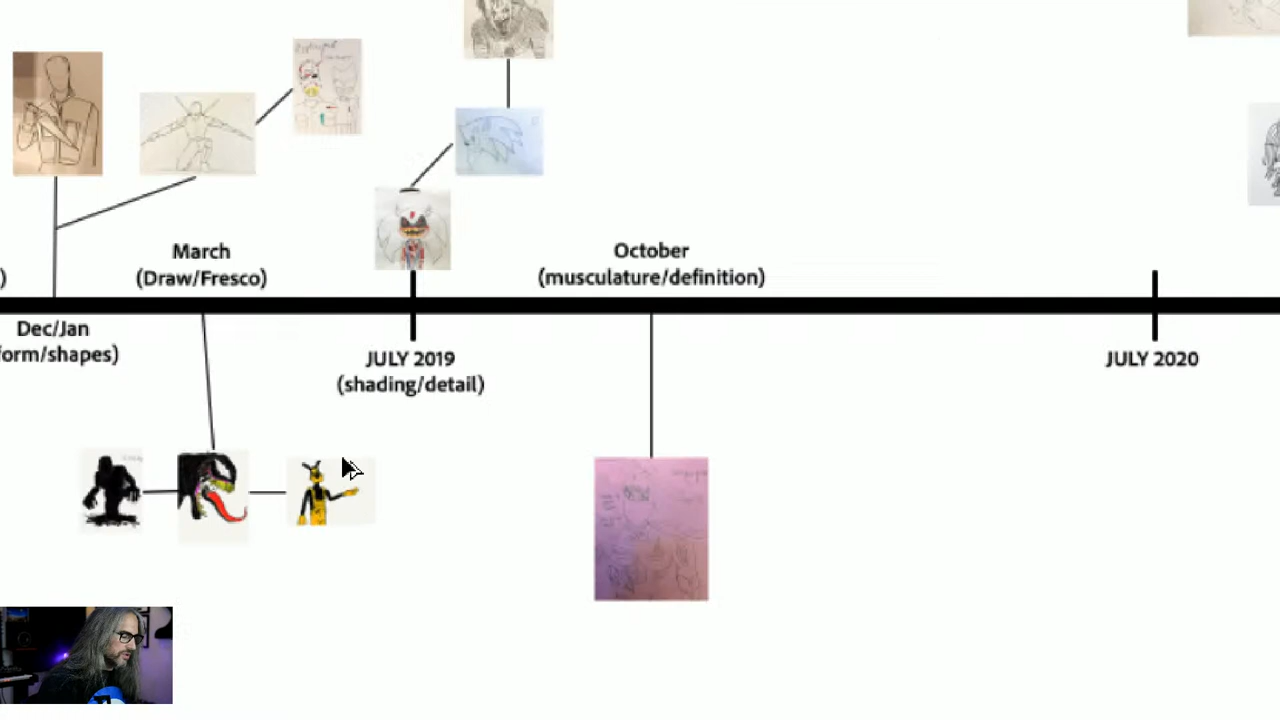 )
March
(Draw/Fresco)
October
(musculature/definition)
Dec/Jan
form/shapes)
JULY 2019
(shading/detail)
JULY 2020